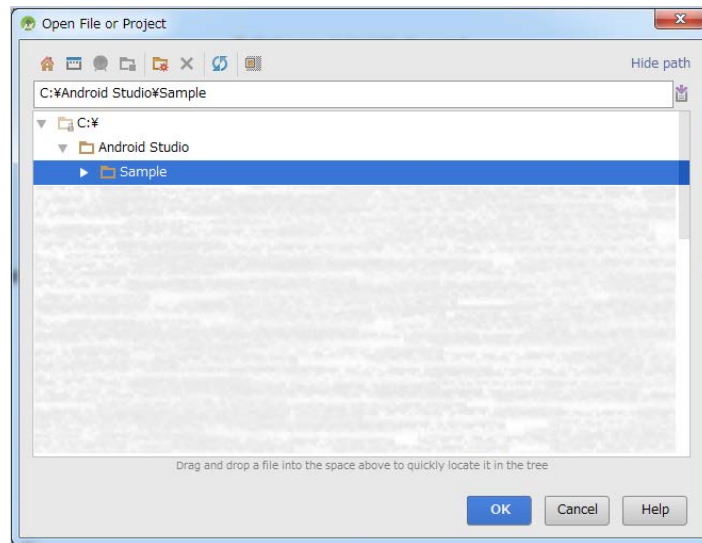 Open File or Project
Hide path
C:¥Android Studio¥Sample
C:¥
Android Studio
Sample
Drag and drop a file into the space above to quickly locate it in the tree
OK
Cancel
Help